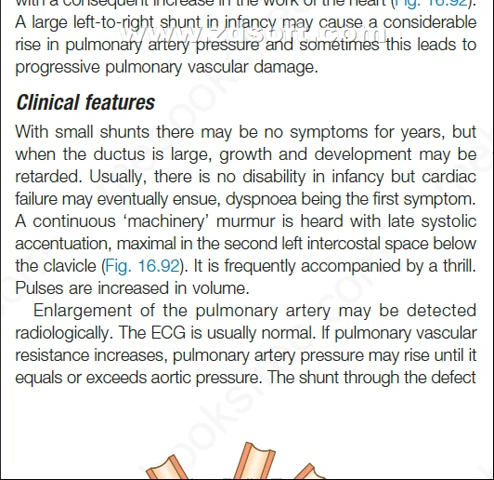 with a consequent increase in the work of the heart (Fig. 16.92).
A large left-to-right shunt in infancy may cause a considerable
rise in pulmonary artery pressure and sometimes this leads to
progressive pulmonary vascular damage.
Clinical features
With small shunts there may be no symptoms for years, but
when the ductus is large, growth and development may be
retarded. Usually, there is no disability in infancy but cardiac
failure may eventually ensue, dyspnoea being the first symptom.
A continuous ‘machinery’ murmur is heard with late systolic
accentuation, maximal in the second left intercostal space below
the clavicle (Fig. 16.92). It is frequently accompanied by a thrill.
Pulses are increased in volume.
Enlargement of the pulmonary artery may be detected
radiologically. The ECG is usually normal. If pulmonary vascular
resistance increases, pulmonary artery pressure may rise until it
equals or exceeds aortic pressure. The shunt through the defect
www.zdsoft.com